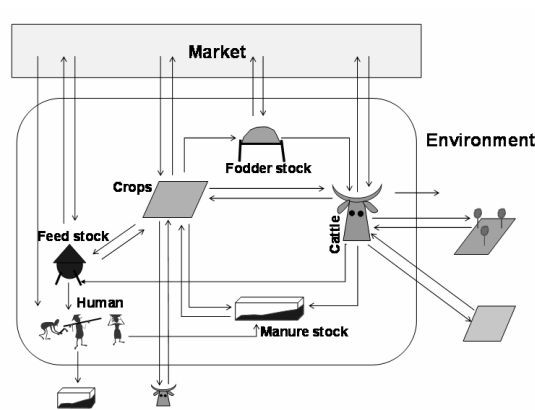 Market
Environment
Fodder stock
Crops
Cattle
Feed stock
Human
Manure stock